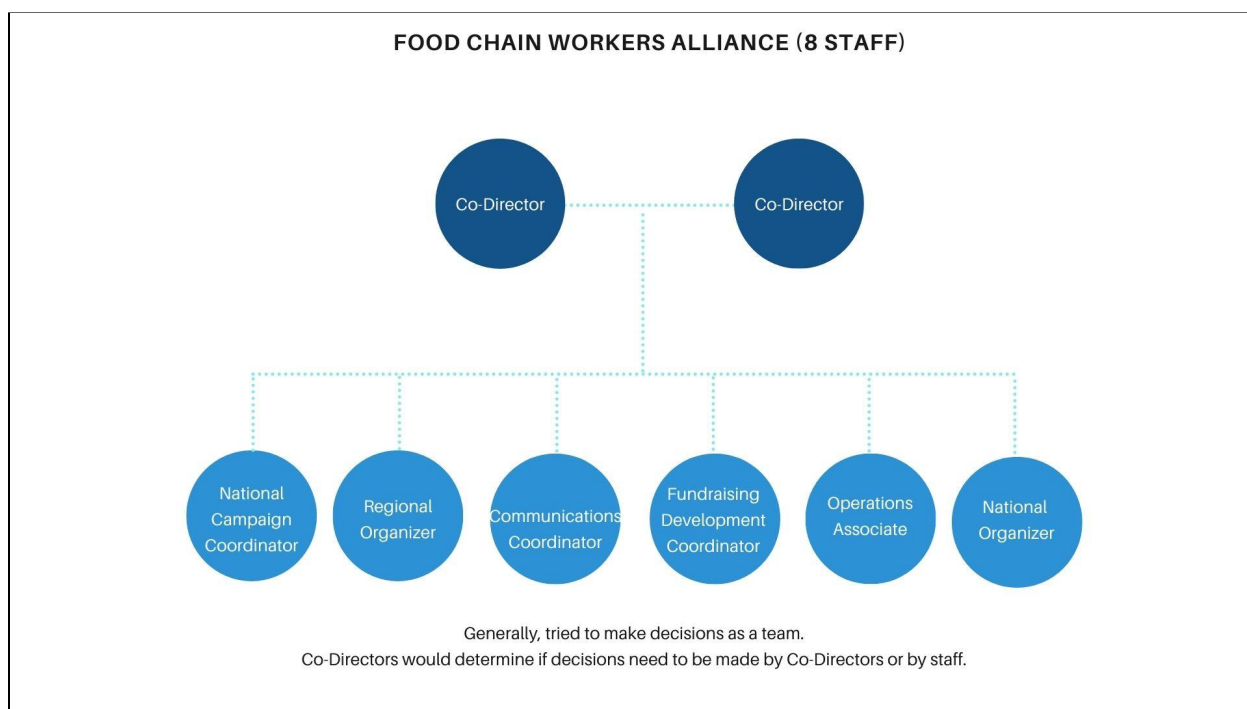 FOOD CHAIN WORKERS ALLIANCE (8 STAFF)
Co-Director
Co-Director
National
Campaign
Coordinator
Regional
Organizer
Communications
Coordinator
Fundraising
Development
Coordinator
Operations
Associate
National
Organizer
Generally, tried to make decisions as a team.
Co-Directors would determine if decisions need to be made by Co-Directors or by staff.